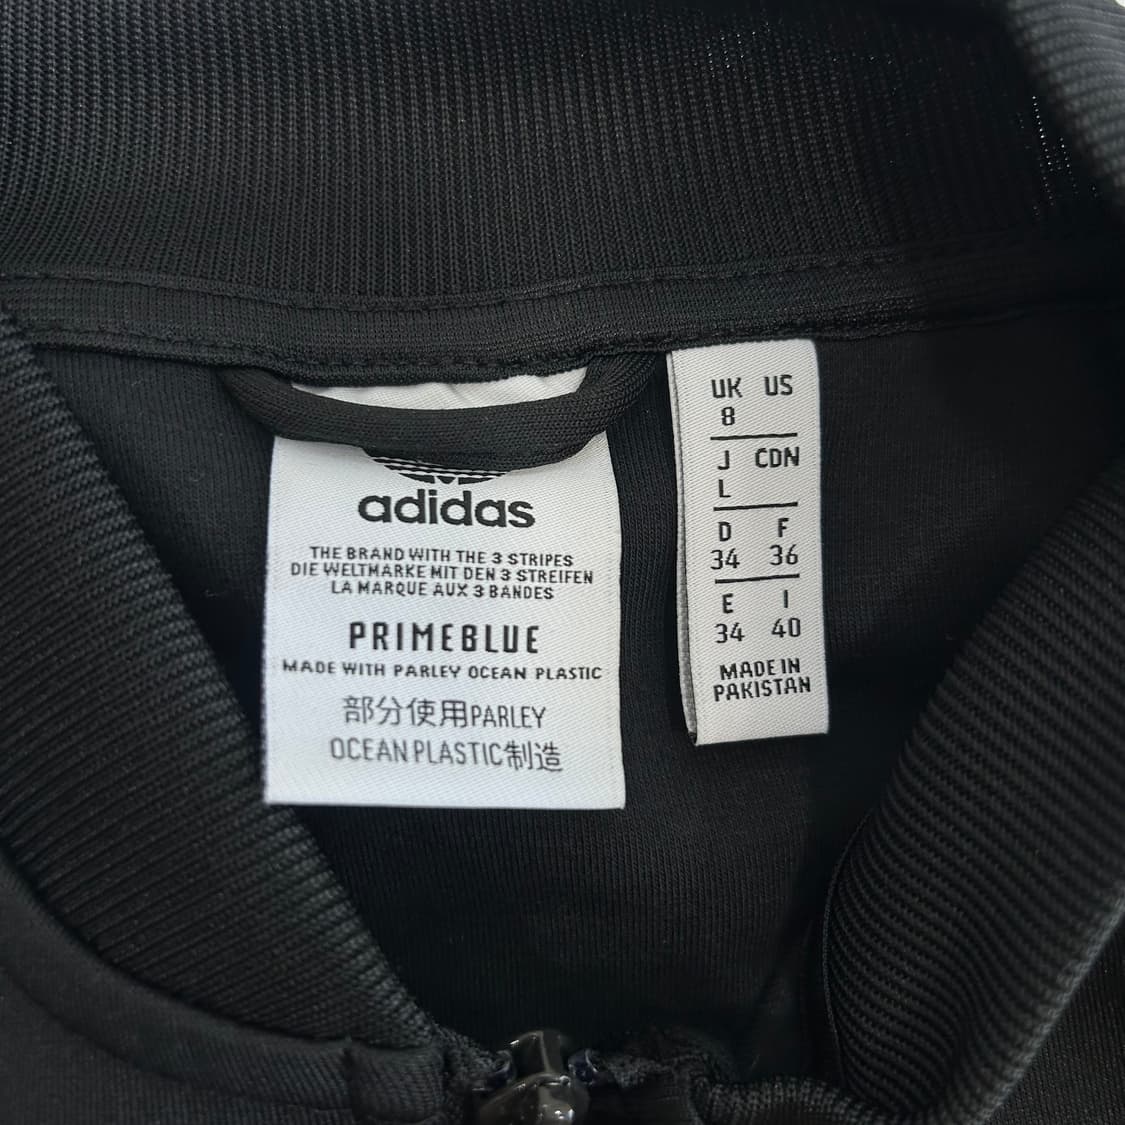 adidas
THE BRAND WITH THE 3 STRIPES
DIE WELTMARKE MIT DEN 3 STREIFEN
LA MARQUE AUX 3 BANDES
PRIMEBLUE
MADE WITH PARLEY OCEAN PLASTIC
部分使用PARLEY
OCEAN PLASTIC制造
UK US
8
J CDN
L
D F
34 36
E I
34 40
MADE IN
PAKISTAN